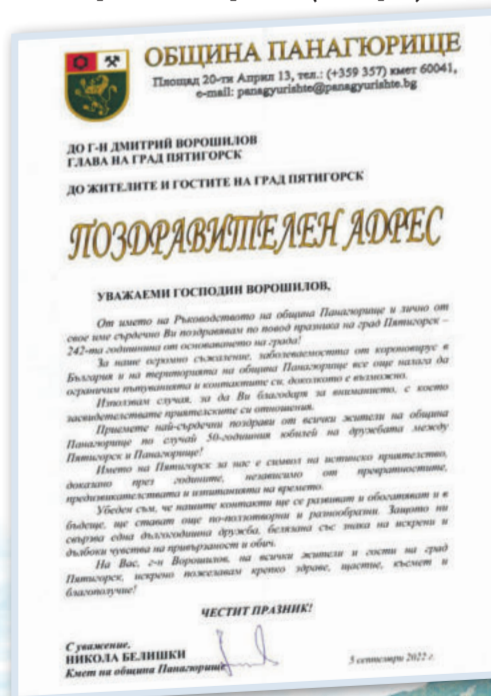 ОБЩИНА ПАНАГЮРИЩЕ
Площад 20-ти Април 13, тел.: (+359 357) кмет 60041,
e-mail: panagyurishte@panagyurishte.bg
ДО Г-Н ДМИТРИЙ ВОРОШИЛОВ
ГЛАВА НА ГРАД ПЯТИГОРСК
ДО ЖИТЕЛИТЕ И ГОСТИТЕ НА ГРАД ПЯТИГОРСК
ПОЗДРАВИТЕЛЕН АДРЕС
УВАЖАЕМИ ГОСПОДИН ВОРОШИЛОВ,
От името на Ръководството на община Панагюрище и лично от
свое име сърдечно Ви поздравявам по повод празника на град Пятигорск –
242-та годишнина от основаването на града!
За наше огромно съжаление, заболеваемостта от короновирус в
България и на територията на община Панагюрище все още налага да
ограничим пътуванията и контактите си, доколкото е възможно.
Използвам случая, за да Ви благодаря за вниманието, с което
засвидетелствате приятелските си отношения.
Приемете най-сърдечни поздрави от всички жители на община
Панагюрище по случай 50-годишния юбилей на дружбата между
Пятигорск и Панагюрище!
Името на Пятигорск за нас е символ на истинско приятелство,
доказано през годините, независимо от превратностите,
предизвикателствата и изпитанията на времето.
Убеден съм, че нашите контакти ще се развиват и обогатяват и в
бъдеще, ще стават още по-ползотворни и разнообразни. Защото ни
свързва една дългогодишна дружба, белязана със знака на искрени и
дълбоки чувства на привързаност и обич.
На Вас, г-н Ворошилов, на всички жители и гости на град
Пятигорск, искрено пожелавам крепко здраве, щастие, късмет и
благополучие!
ЧЕСТИТ ПРАЗНИК!
С уважение,
НИКОЛА БЕЛИШКИ
Кмет на община Панагюрище
5 септември 2022 г.